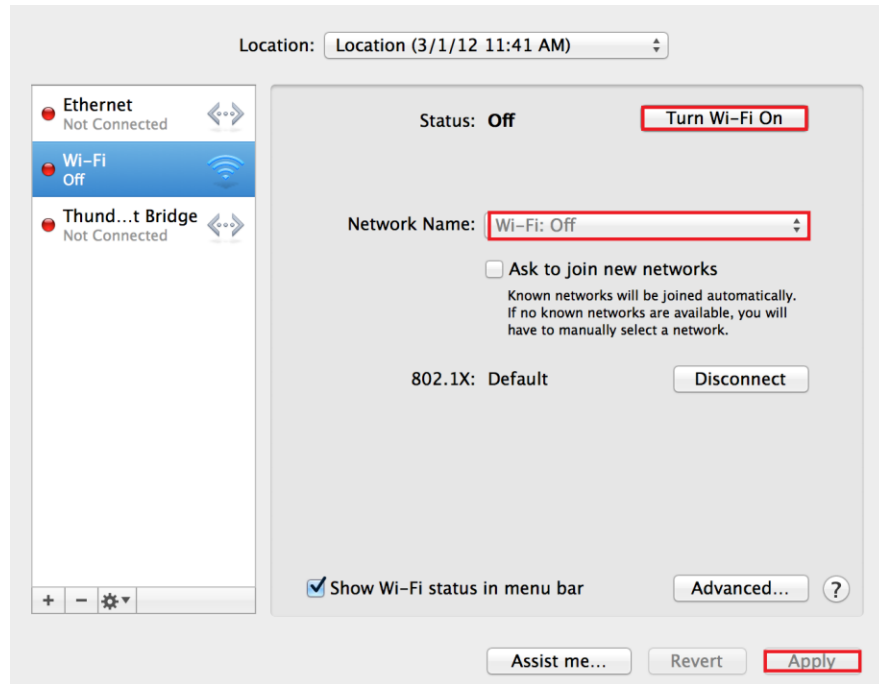 Location: Location (3/1/12 11:41 AM)
Ethernet
Not Connected
Wi-Fi
Off
Thund...t Bridge
Not Connected
Status: Off
Turn Wi-Fi On
Network Name: Wi-Fi: Off
Ask to join new networks
Known networks will be joined automatically.
If no known networks are available, you will
have to manually select a network.
802.1X: Default
Disconnect
Show Wi-Fi status in menu bar
Advanced...
?
+ −
Assist me...
Revert
Apply